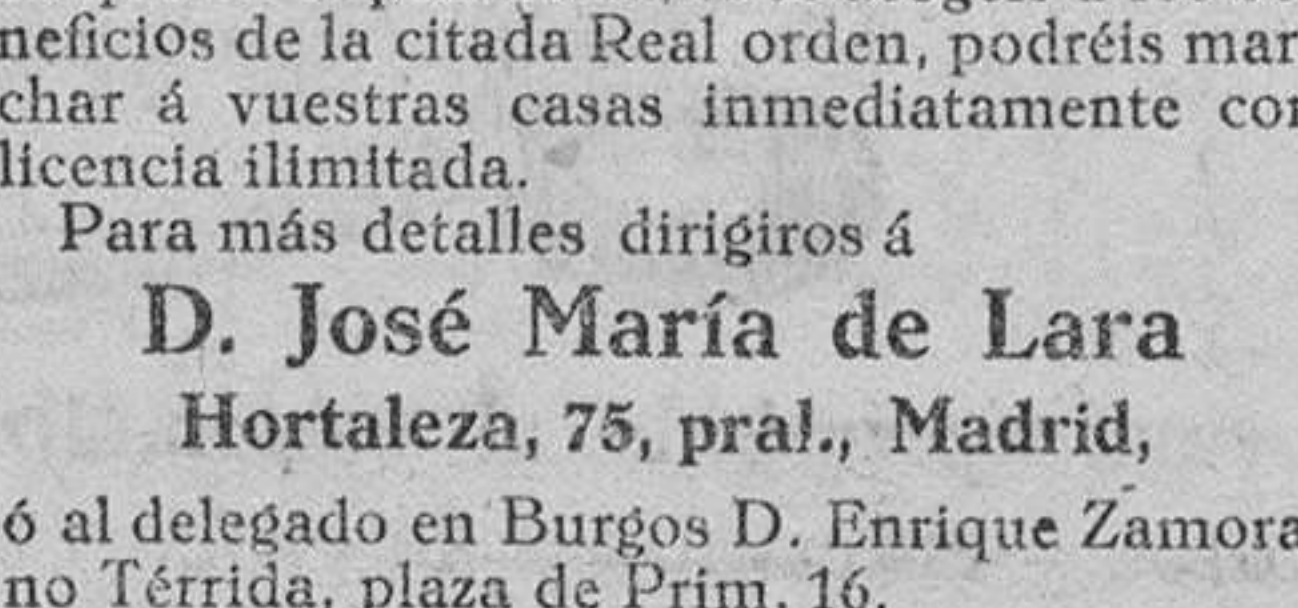 neficios de la citada Real orden, podréis mar
char á vuestras casas inmediatamente con
licencia ilimitada.
Para más detalles dirigiros á
D. José María de Lara
Hortaleza, 75, pral., Madrid,
ó al delegado en Burgos D. Enrique Zamora
no Térrida, plaza de Prim, 16.